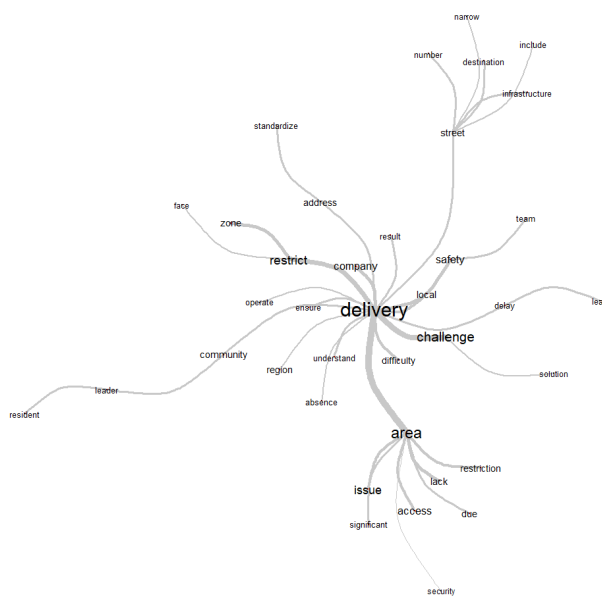 narrow
include
number
destination
infrastructure
street
standardize
address
face
zone
result
team
restrict
company
safety
local
operate
ensure
delivery
delay
challenge
community
understand
difficulty
region
solution
leader
absence
resident
area
restriction
lack
issue
access
due
significant
security